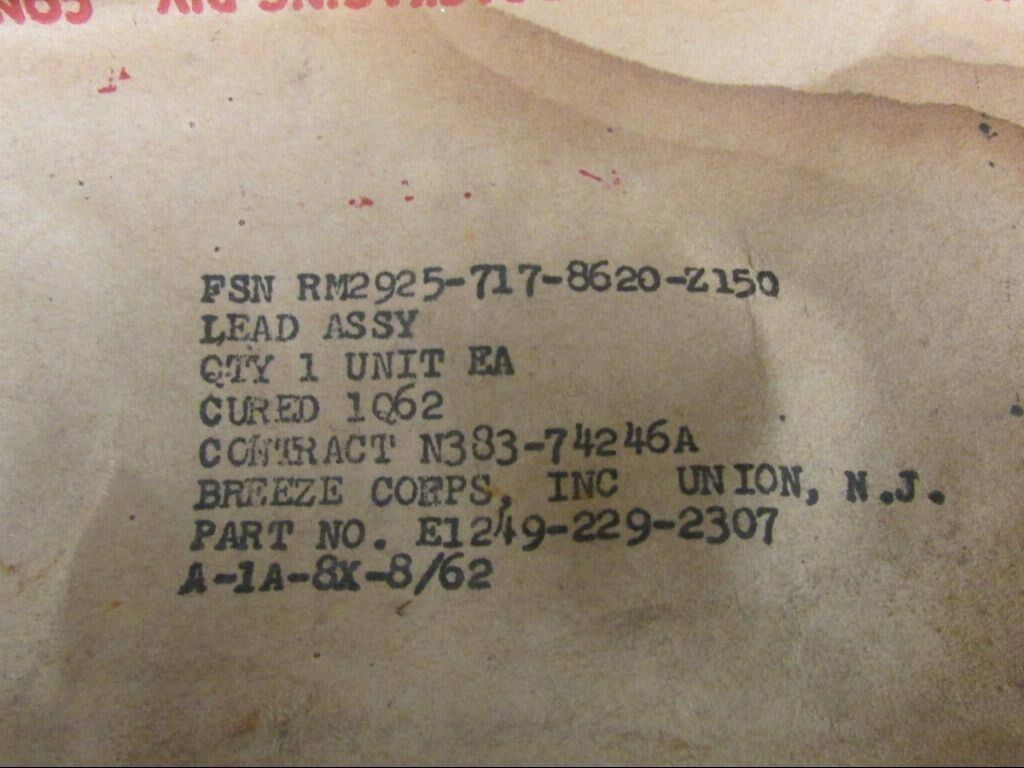 FSN RM2925-717-8620-Z150
LEAD ASSY
QTY 1 UNIT EA
CURED 1Q62
CONTRACT N383-74246A
BREEZE CORPS, INC UNION, N.J.
PART NO. E1249-229-2307
A-1A-8X-8/62